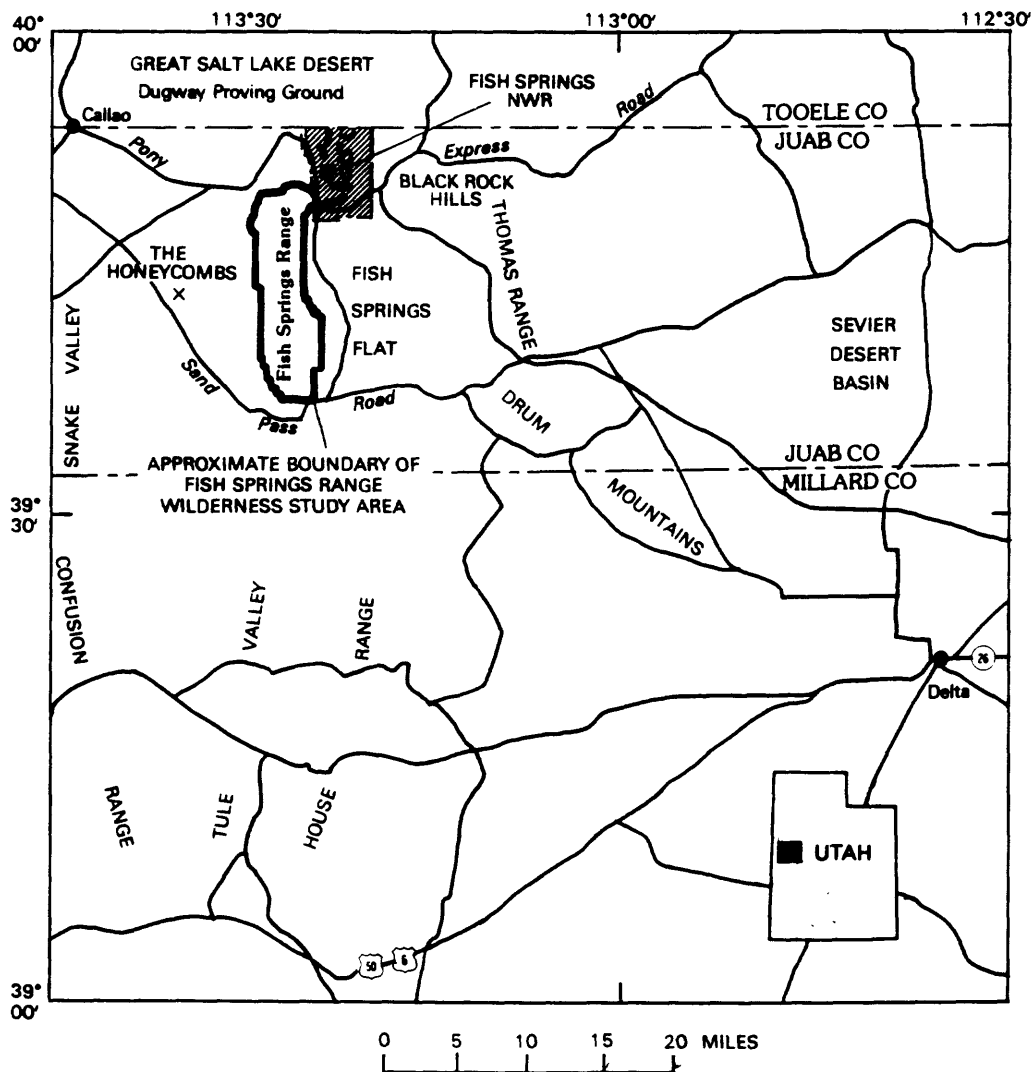 40°
00'
113°30'
113°00'
112°30'
GREAT SALT LAKE DESERT
Dugway Proving Ground
FISH SPRINGS
NWR
Callao
Pony
Express
Road
TOOELE CO
JUAB CO
BLACK ROCK
HILLS
THE
HONEYCOMBS
Fish Springs Range
FISH
SPRINGS
FLAT
THOMAS RANGE
SEVIER
DESERT
BASIN
SNAKE VALLEY
Sand
Pass
Road
DRUM
MOUNTAINS
APPROXIMATE BOUNDARY OF
FISH SPRINGS RANGE
WILDERNESS STUDY AREA
JUAB CO
MILLARD CO
39°
30'
CONFUSION
RANGE
TULE
VALLEY
HOUSE
RANGE
26
Delta
UTAH
50
6
39°
00'
0 5 10 15 20 MILES